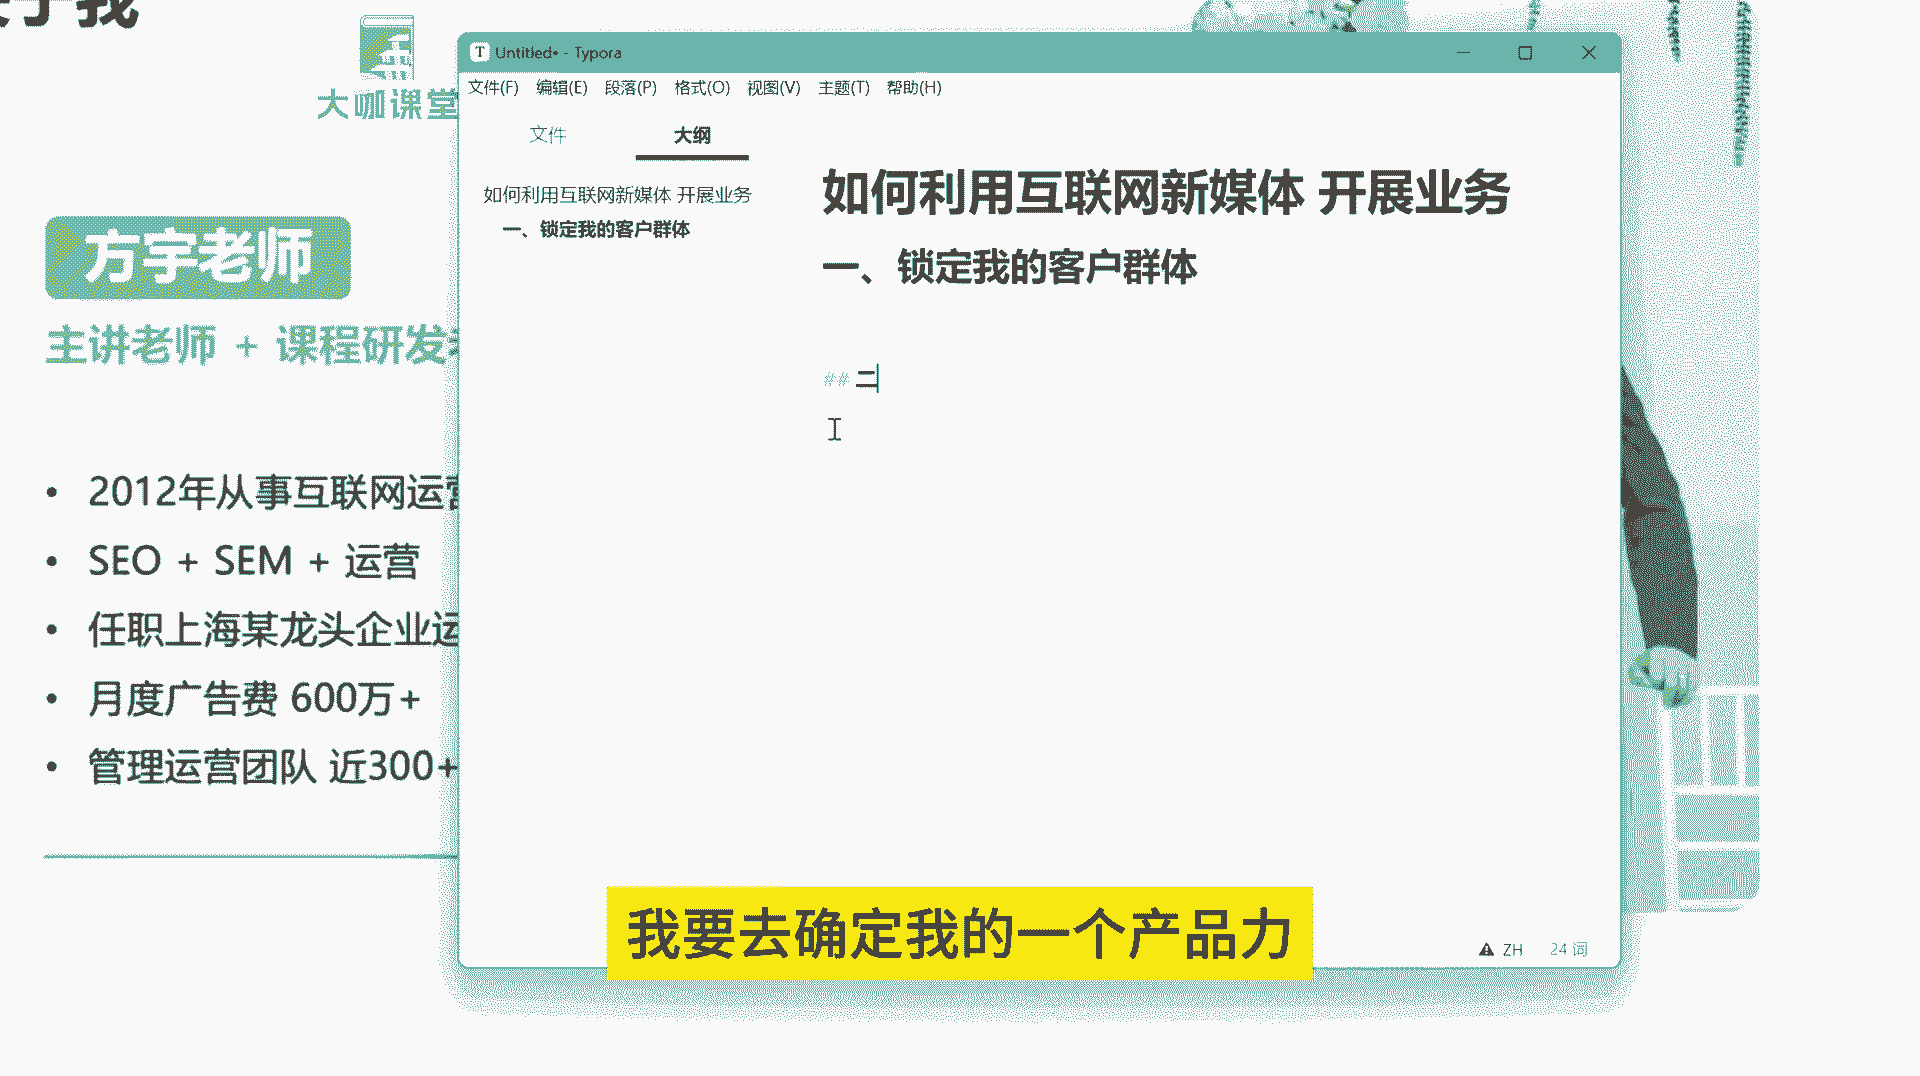 于我
大咖课堂
方宇老师
主讲老师 + 课程研发
2012年从事互联网运营
SEO + SEM + 运营
任职上海某龙头企业运
月度广告费 600万+
管理运营团队 近300+
T Untitled• - Typora
文件(F) 编辑(E) 段落(P) 格式(O) 视图(V) 主题(T) 帮助(H)
文件 大纲
如何利用互联网新媒体 开展业务
一、锁定我的客户群体
如何利用互联网新媒体 开展业务
一、锁定我的客户群体
## 二
ZH 24 词
我要去确定我的一个产品力